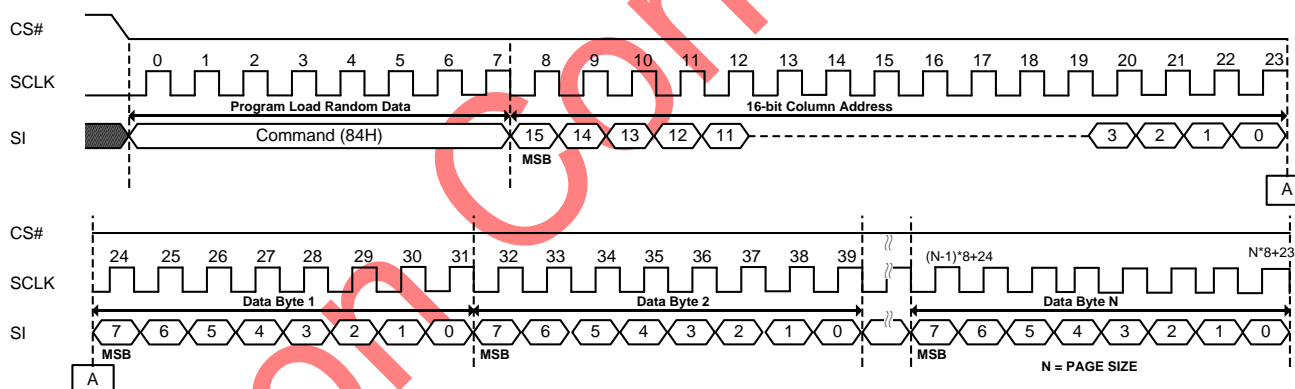 CS#
0 1 2 3 4 5 6 7 8 9 10 11 12 13 14 15 16 17 18 19 20 21 22 23
SCLK
Program Load Random Data 16-bit Column Address
SI Command (84H) 15 14 13 12 11 3 2 1 0
MSB
A
CS#
24 25 26 27 28 29 30 31 32 33 34 35 36 37 38 39 (N-1)*8+24 N*8+23
SCLK
Data Byte 1 Data Byte 2 Data Byte N
SI 7 6 5 4 3 2 1 0 7 6 5 4 3 2 1 0 7 6 5 4 3 2 1 0
MSB MSB MSB
N = PAGE SIZE
A